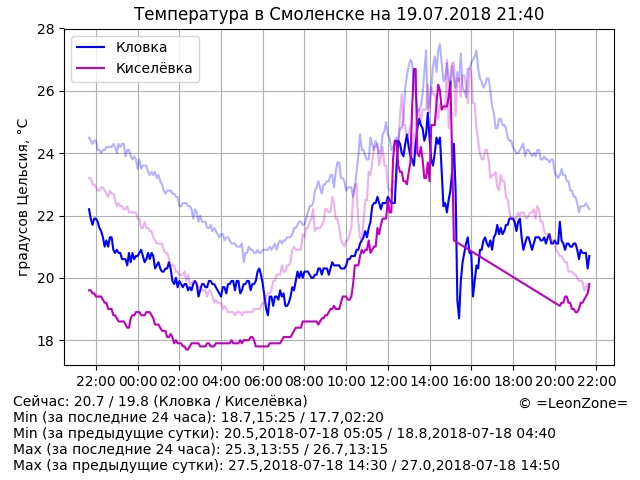 Температура в Смоленске на 19.07.2018 21:40
Кловка
Киселёвка
градусов Цельсия, °C
28
26
24
22
20
18
22:00 00:00 02:00 04:00 06:00 08:00 10:00 12:00 14:00 16:00 18:00 20:00 22:00
Сейчас: 20.7 / 19.8 (Кловка / Киселёвка)
© =LeonZone=
Min (за последние 24 часа): 18.7,15:25 / 17.7,02:20
Min (за предыдущие сутки): 20.5,2018-07-18 05:05 / 18.8,2018-07-18 04:40
Max (за последние 24 часа): 25.3,13:55 / 26.7,13:15
Max (за предыдущие сутки): 27.5,2018-07-18 14:30 / 27.0,2018-07-18 14:50